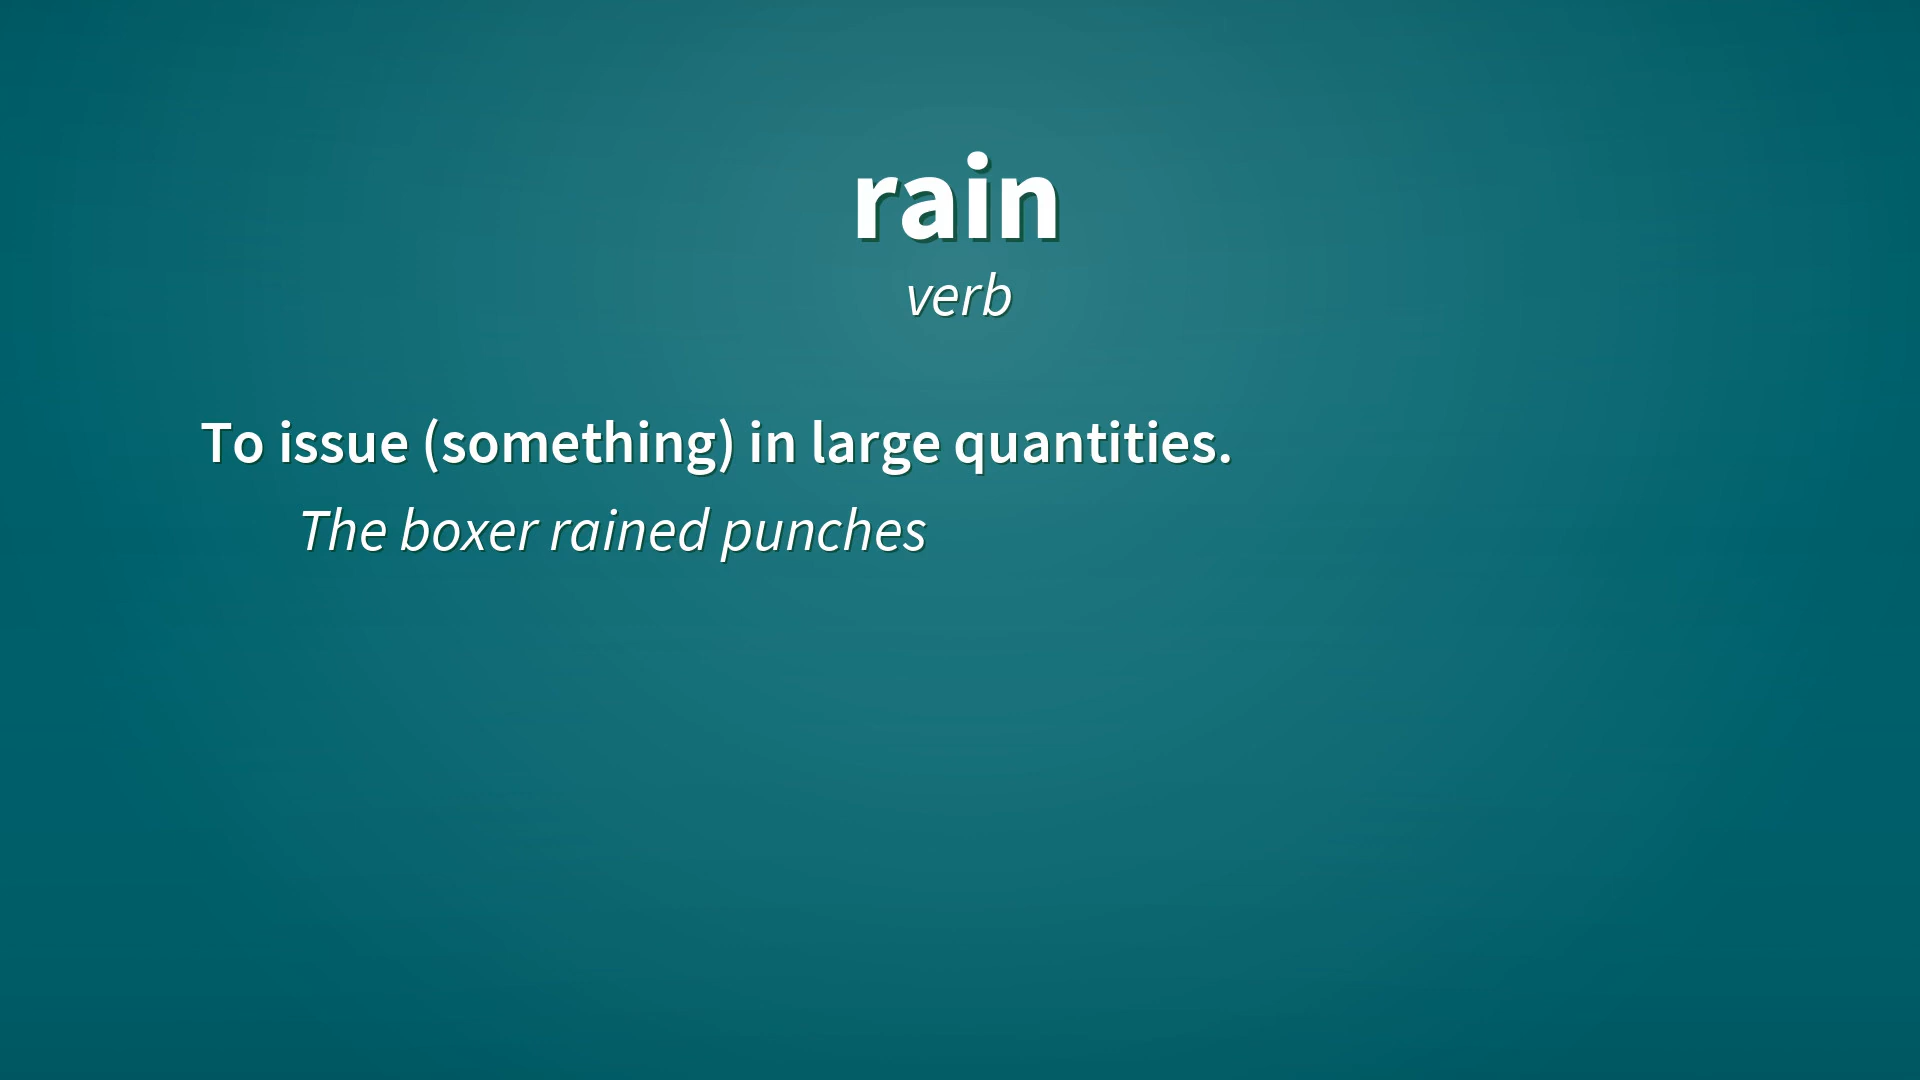 rain
verb
To issue (something) in large quantities.
The boxer rained punches